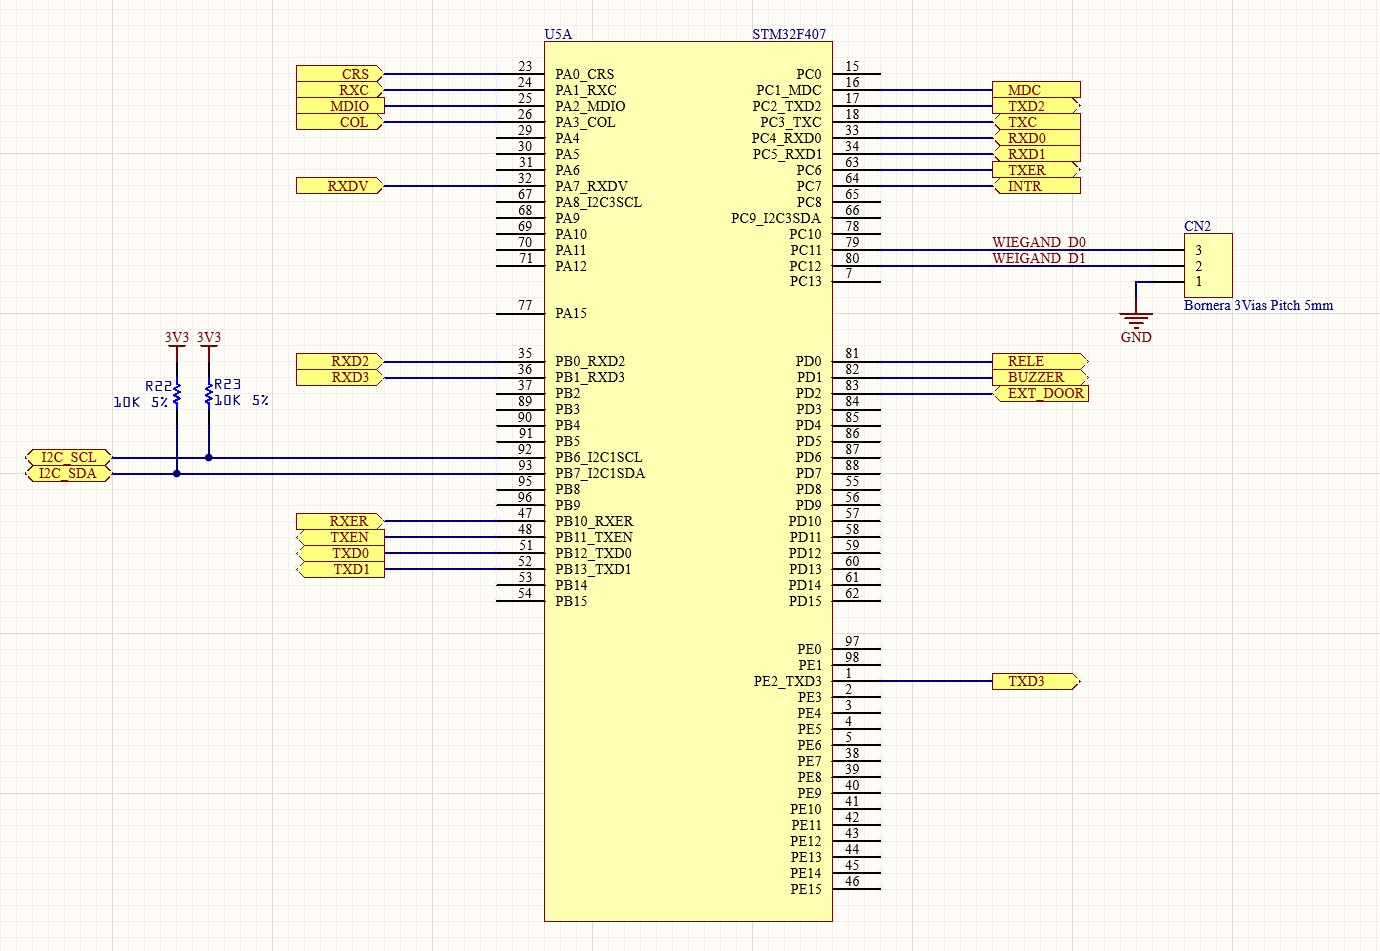 U5A STM32F407
CRS 23 PA0_CRS PC0 15
RXC 24 PA1_RXC PC1_MDC 16 MDC
MDIO 25 PA2_MDIO PC2_TXD2 17 TXD2
COL 26 PA3_COL PC3_TXC 18 TXC
29 PA4 PC4_RXD0 33 RXD0
30 PA5 PC5_RXD1 34 RXD1
31 PA6 PC6 63 TXER
RXDV 32 PA7_RXDV PC7 64 INTR
67 PA8_I2C3SCL PC8 65
68 PA9 PC9_I2C3SDA 66
69 PA10 PC10 78
CN2
70 PA11 PC11 79 WIEGAND_D0 3
71 PA12 PC12 80 WEIGAND_D1 2
PC13 7 1
Bornera 3Vias Pitch 5mm
77 PA15
GND
3V3 3V3
RXD2 35 PB0_RXD2 PD0 81 RELE
RXD3 36 PB1_RXD3 PD1 82 BUZZER
R22 R23
37 PB2 PD2 83 EXT_DOOR
10K 5% 10K 5%
89 PB3 PD3 84
90 PB4 PD4 85
91 PB5 PD5 86
I2C_SCL 92 PB6_I2C1SCL PD6 87
I2C_SDA 93 PB7_I2C1SDA PD7 88
95 PB8 PD8 55
96 PB9 PD9 56
RXER 47 PB10_RXER PD10 57
TXEN 48 PB11_TXEN PD11 58
TXD0 51 PB12_TXD0 PD12 59
TXD1 52 PB13_TXD1 PD13 60
53 PB14 PD14 61
54 PB15 PD15 62
PE0 97
PE1 98
PE2_TXD3 1 TXD3
PE3 2
PE4 3
PE5 4
PE6 5
PE7 38
PE8 39
PE9 40
PE10 41
PE11 42
PE12 43
PE13 44
PE14 45
PE15 46